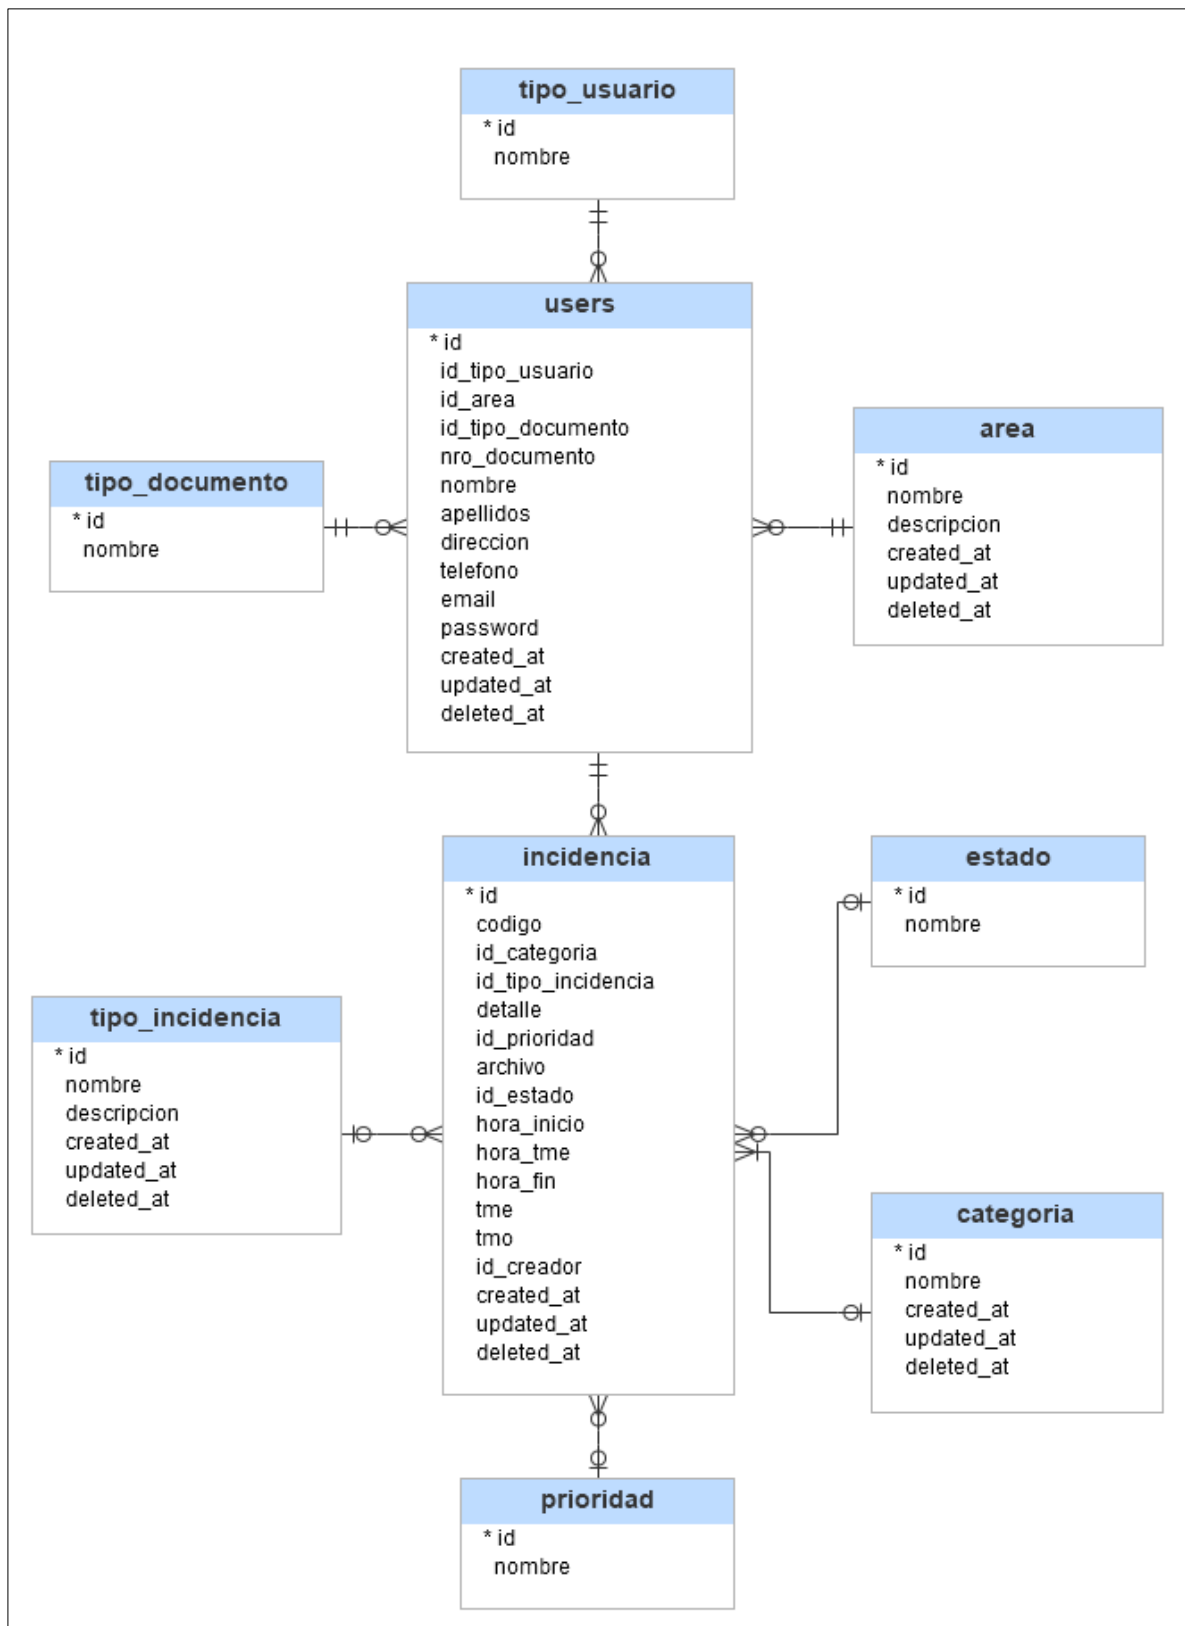 tipo_usuario
* id
nombre
users
* id
id_tipo_usuario
id_area
id_tipo_documento
nro_documento
nombre
apellidos
direccion
telefono
email
password
created_at
updated_at
deleted_at
area
* id
nombre
descripcion
created_at
updated_at
deleted_at
tipo_documento
* id
nombre
incidencia
* id
codigo
id_categoria
id_tipo_incidencia
detalle
id_prioridad
archivo
id_estado
hora_inicio
hora_tme
hora_fin
tme
tmo
id_creador
created_at
updated_at
deleted_at
estado
* id
nombre
tipo_incidencia
* id
nombre
descripcion
created_at
updated_at
deleted_at
categoria
* id
nombre
created_at
updated_at
deleted_at
prioridad
* id
nombre